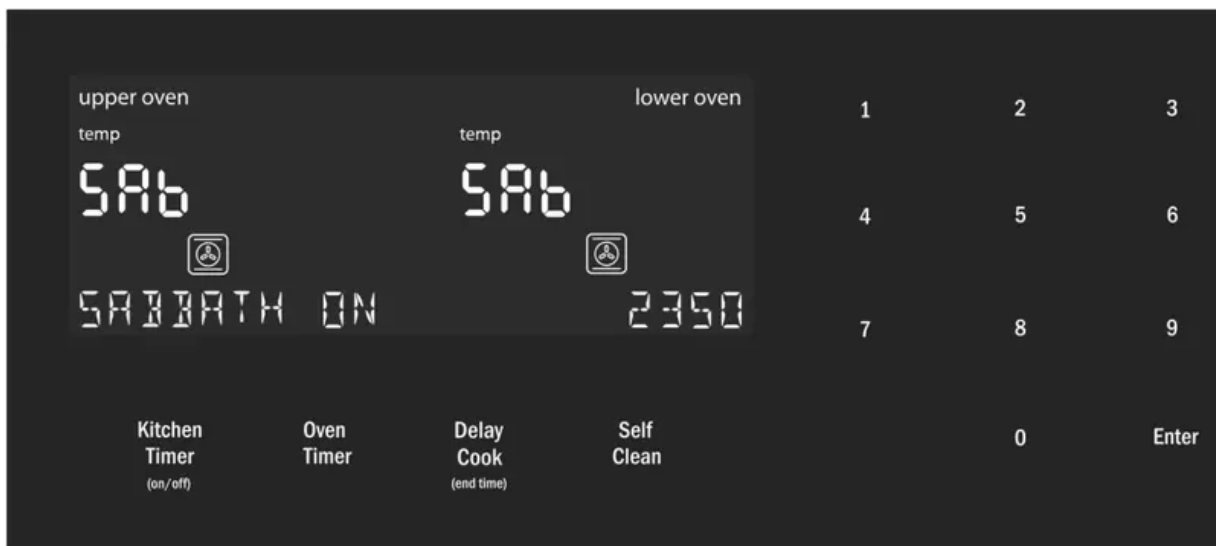 upper oven lower oven
temp temp
SAb SAb
SABBATH ON 2350
1 2 3
4 5 6
7 8 9
0 Enter
Kitchen
Timer
(on/off)
Oven
Timer
Delay
Cook
(end time)
Self
Clean